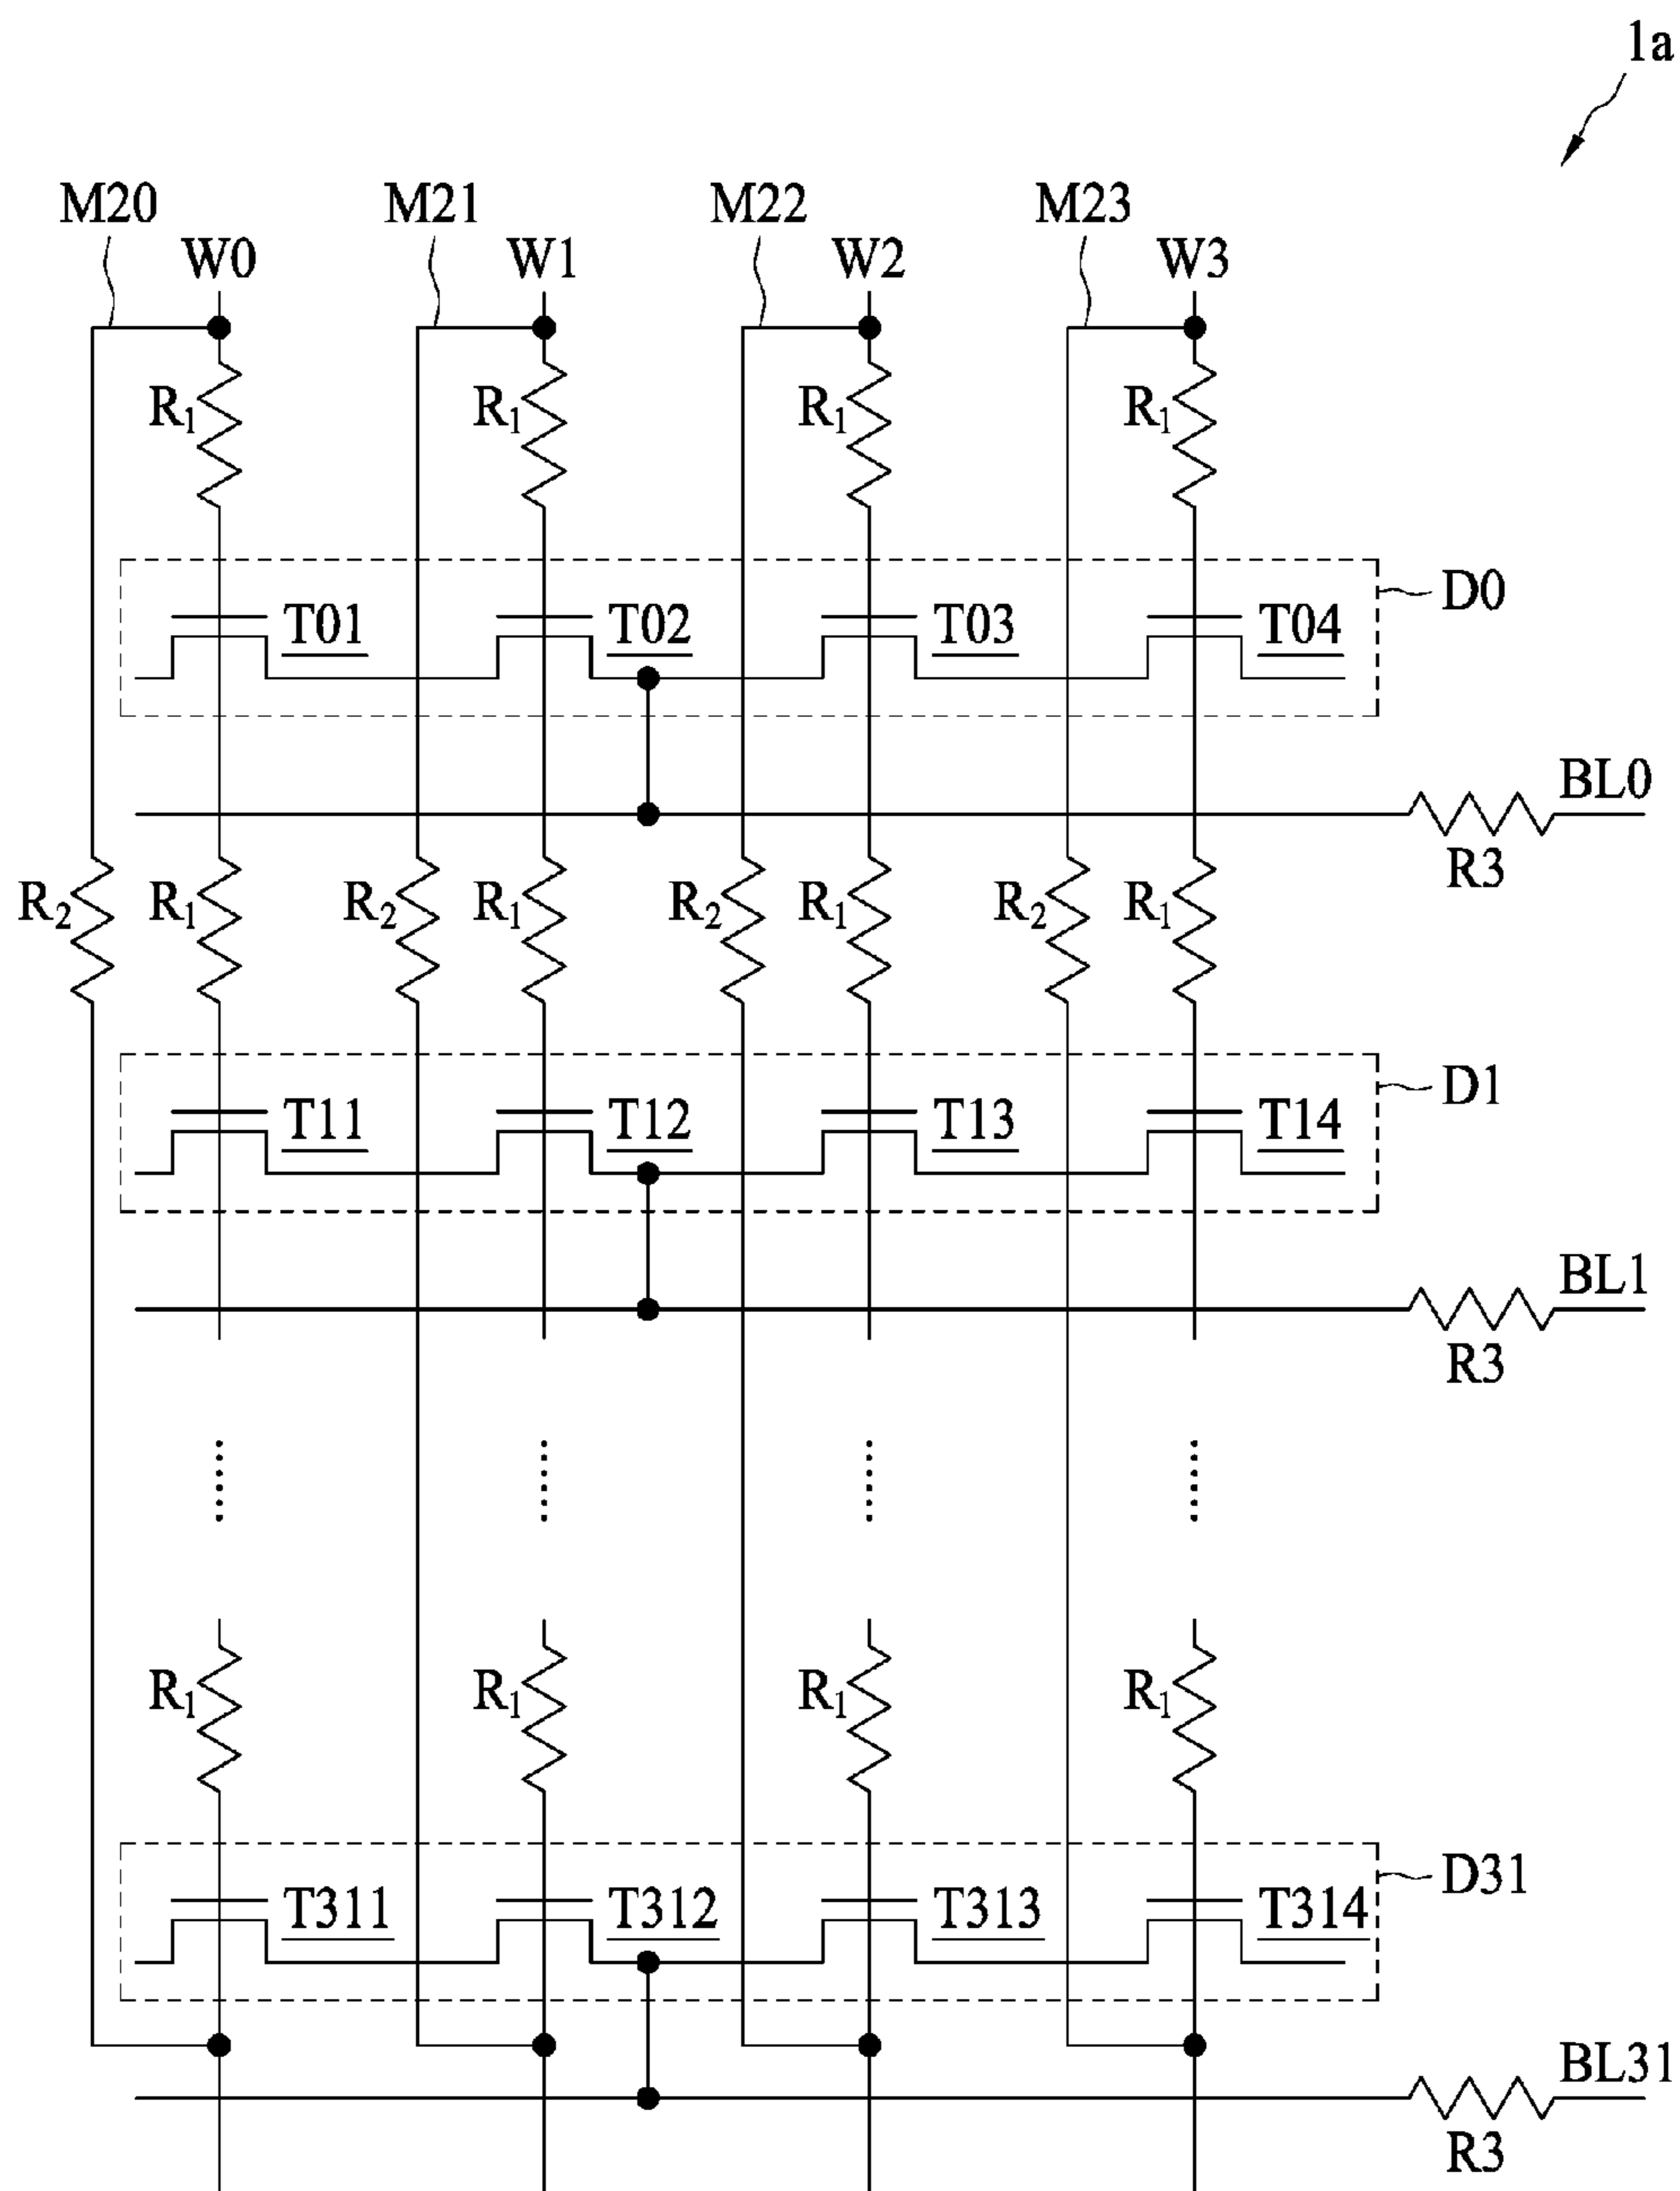 1a
M20 M21 M22 M23
W0 W1 W2 W3
R₁ R₁ R₁ R₁
D0
T01 T02 T03 T04
BL0
R3
R₂ R₁ R₂ R₁ R₂ R₁ R₂ R₁
D1
T11 T12 T13 T14
BL1
R3
R₁ R₁ R₁ R₁
D31
T311 T312 T313 T314
BL31
R3